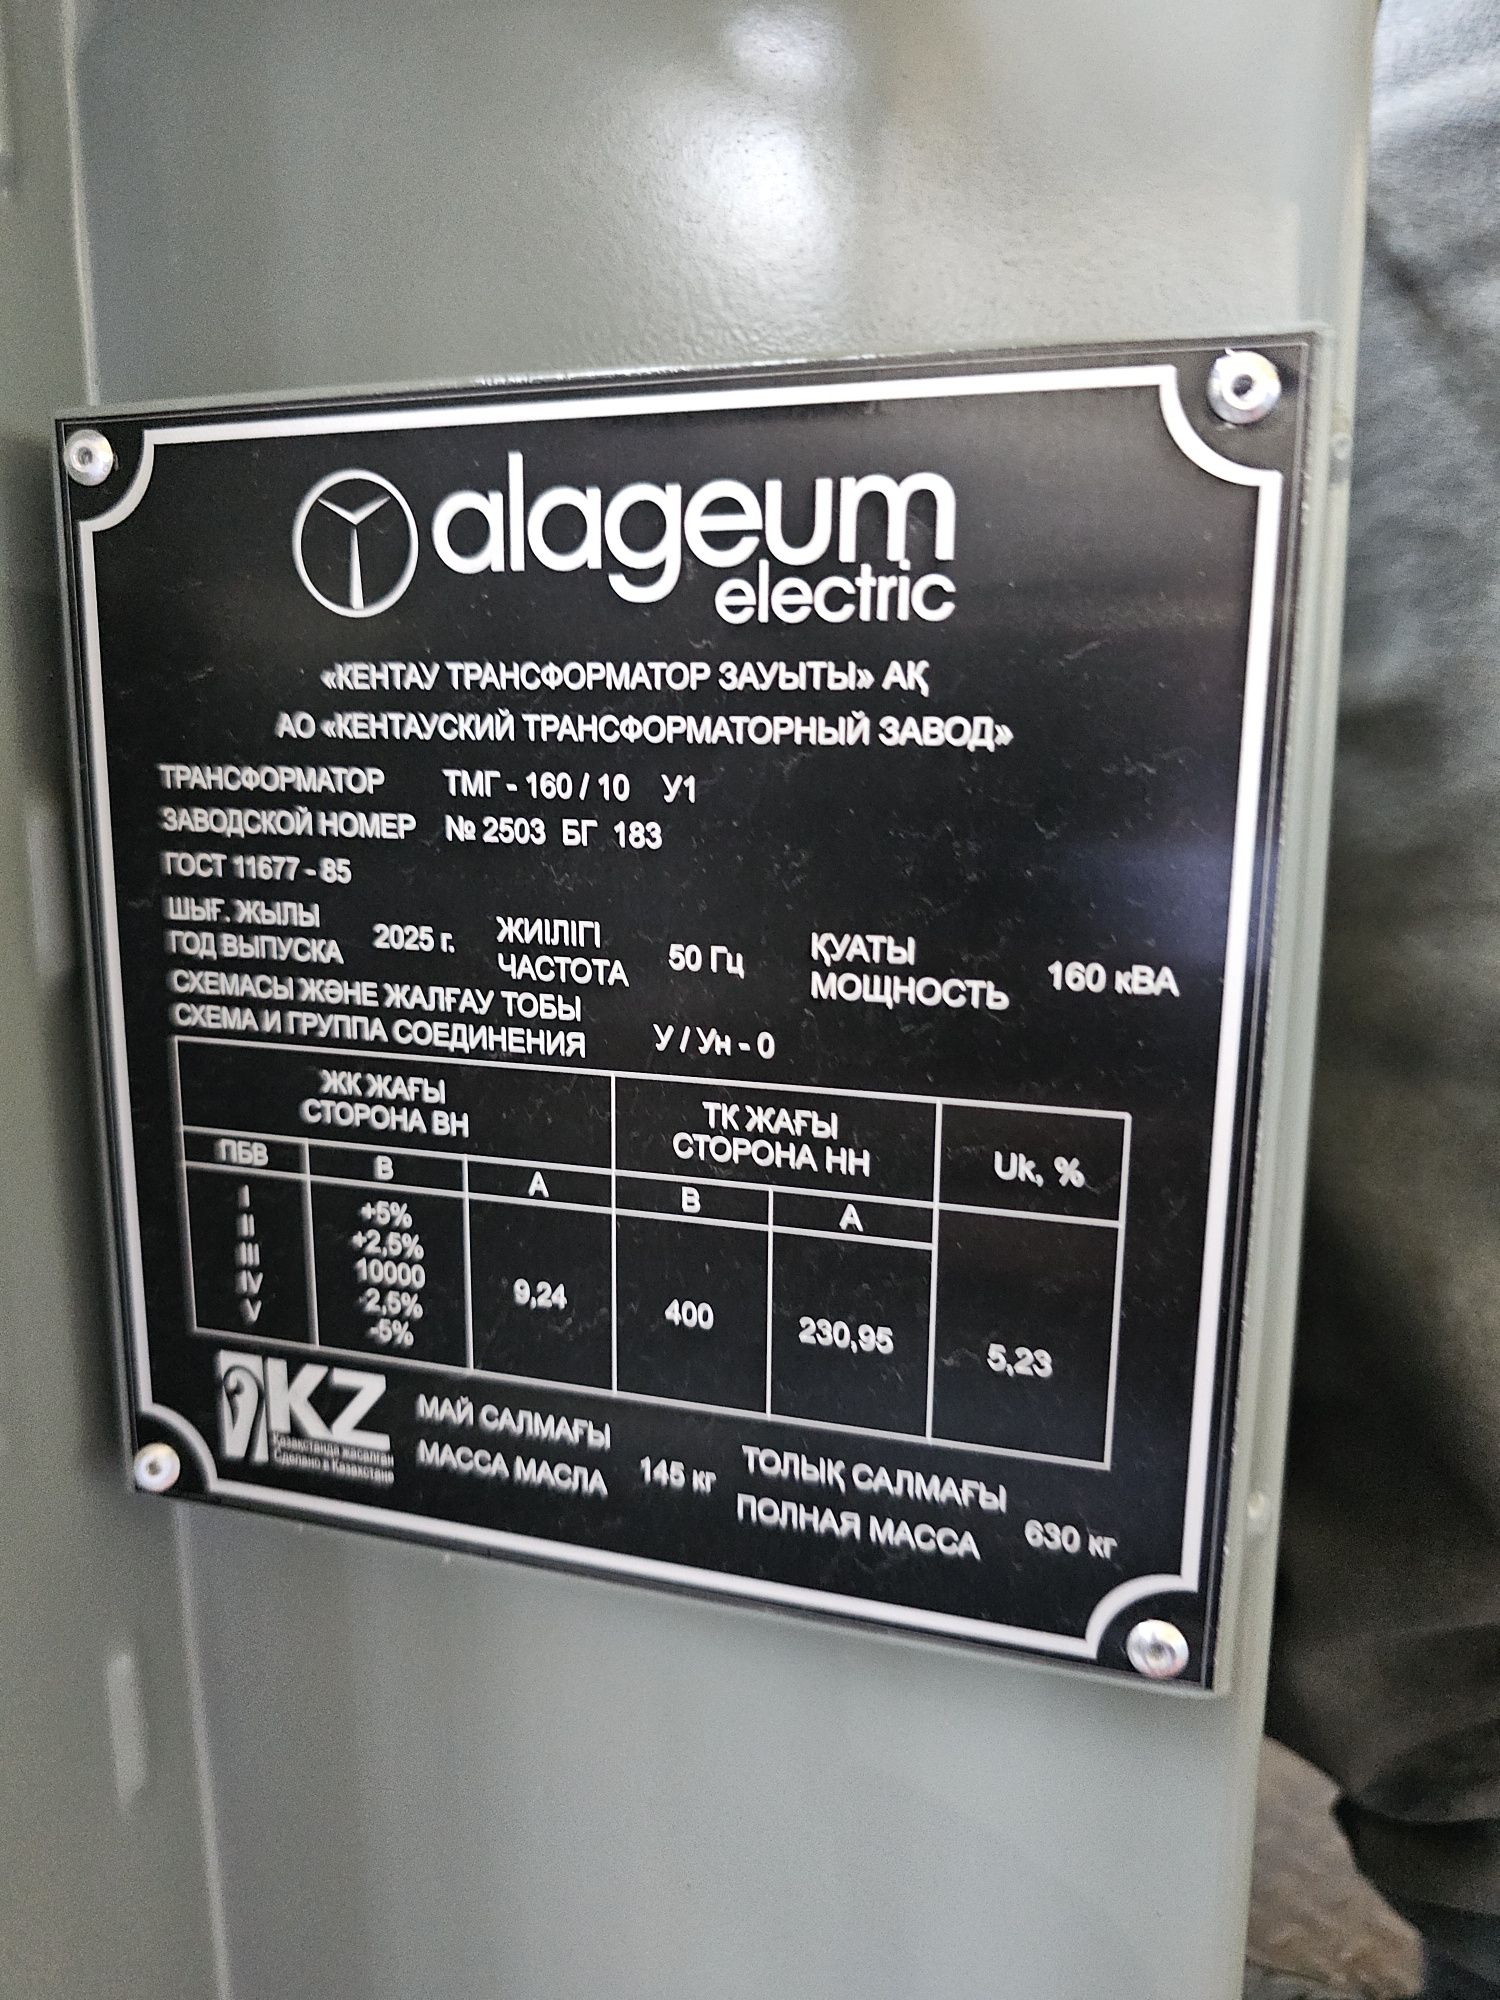 alageum
electric
«КЕНТАУ ТРАНСФОРМАТОР ЗАУЫТЫ» АҚ
АО «КЕНТАУСКИЙ ТРАНСФОРМАТОРНЫЙ ЗАВОД»
ТРАНСФОРМАТОР ТМГ - 160 / 10 У1
ЗАВОДСКОЙ НОМЕР № 2503 БГ 183
ГОСТ 11677 - 85
ШЫҒ. ЖЫЛЫ
ГОД ВЫПУСКА 2025 г.
ЖИІЛІГІ
ЧАСТОТА 50 Гц
ҚУАТЫ
МОЩНОСТЬ 160 кВА
СХЕМАСЫ ЖӘНЕ ЖАЛҒАУ ТОБЫ
СХЕМА И ГРУППА СОЕДИНЕНИЯ У / Ун - 0
ЖК ЖАҒЫ
СТОРОНА ВН
ТК ЖАҒЫ
СТОРОНА НН
Uk, %
ПБВ В А В А
I +5%
II +2,5%
III 10000
IV -2,5%
V -5%
9,24 400 230,95 5,23
KZ
Қазақстанда жасалған
Сделано в Казахстане
МАЙ САЛМАҒЫ
МАССА МАСЛА 145 кг
ТОЛЫҚ САЛМАҒЫ
ПОЛНАЯ МАССА 630 кг